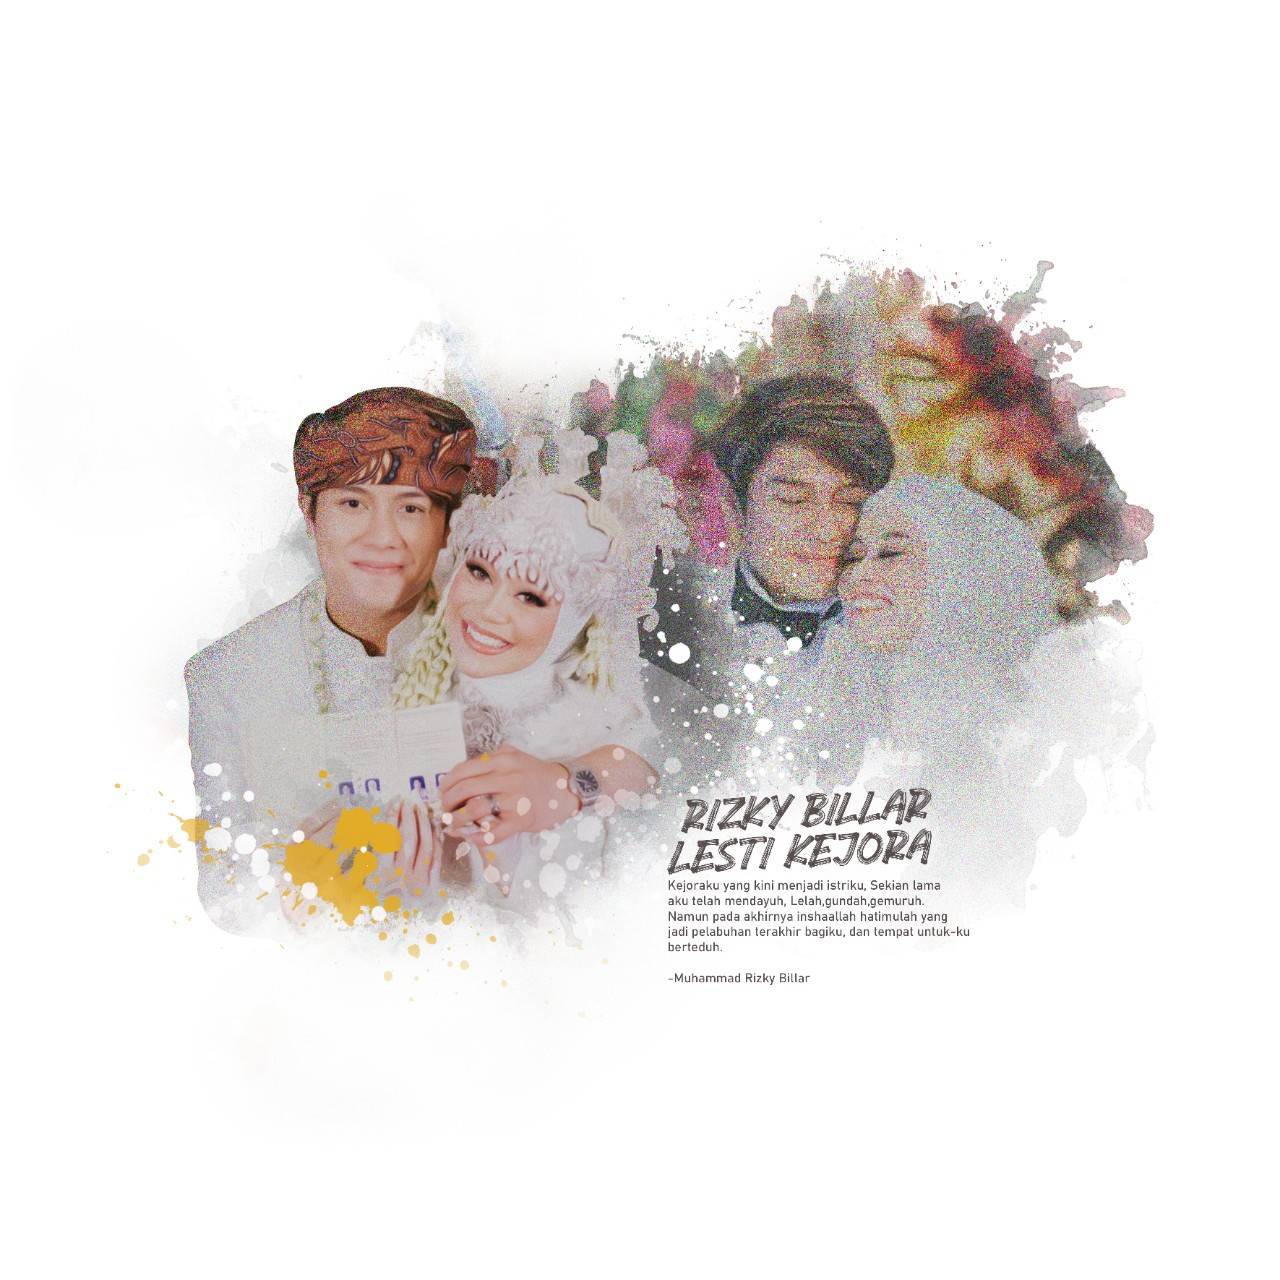 RIZKY BILLAR
LESTI KEJORA
Kejoraku yang kini menjadi istriku, Sekian lama
aku telah mendayuh, Lelah,gundah,gemuruh.
Namun pada akhirnya inshaallah hatimulah yang
jadi pelabuhan terakhir bagiku, dan tempat untuk-ku
berteduh.
-Muhammad Rizky Billar